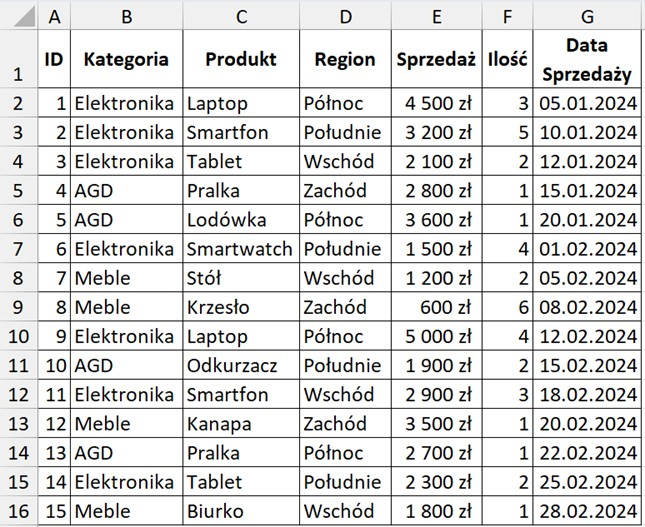 A B C D E F G
1 ID Kategoria Produkt Region Sprzedaż Ilość Data Sprzedaży
2 1 Elektronika Laptop Północ 4 500 zł 3 05.01.2024
3 2 Elektronika Smartfon Południe 3 200 zł 5 10.01.2024
4 3 Elektronika Tablet Wschód 2 100 zł 2 12.01.2024
5 4 AGD Pralka Zachód 2 800 zł 1 15.01.2024
6 5 AGD Lodówka Północ 3 600 zł 1 20.01.2024
7 6 Elektronika Smartwatch Południe 1 500 zł 4 01.02.2024
8 7 Meble Stół Wschód 1 200 zł 2 05.02.2024
9 8 Meble Krzesło Zachód 600 zł 6 08.02.2024
10 9 Elektronika Laptop Północ 5 000 zł 4 12.02.2024
11 10 AGD Odkurzacz Południe 1 900 zł 2 15.02.2024
12 11 Elektronika Smartfon Wschód 2 900 zł 3 18.02.2024
13 12 Meble Kanapa Zachód 3 500 zł 1 20.02.2024
14 13 AGD Pralka Północ 2 700 zł 1 22.02.2024
15 14 Elektronika Tablet Południe 2 300 zł 2 25.02.2024
16 15 Meble Biurko Wschód 1 800 zł 1 28.02.2024